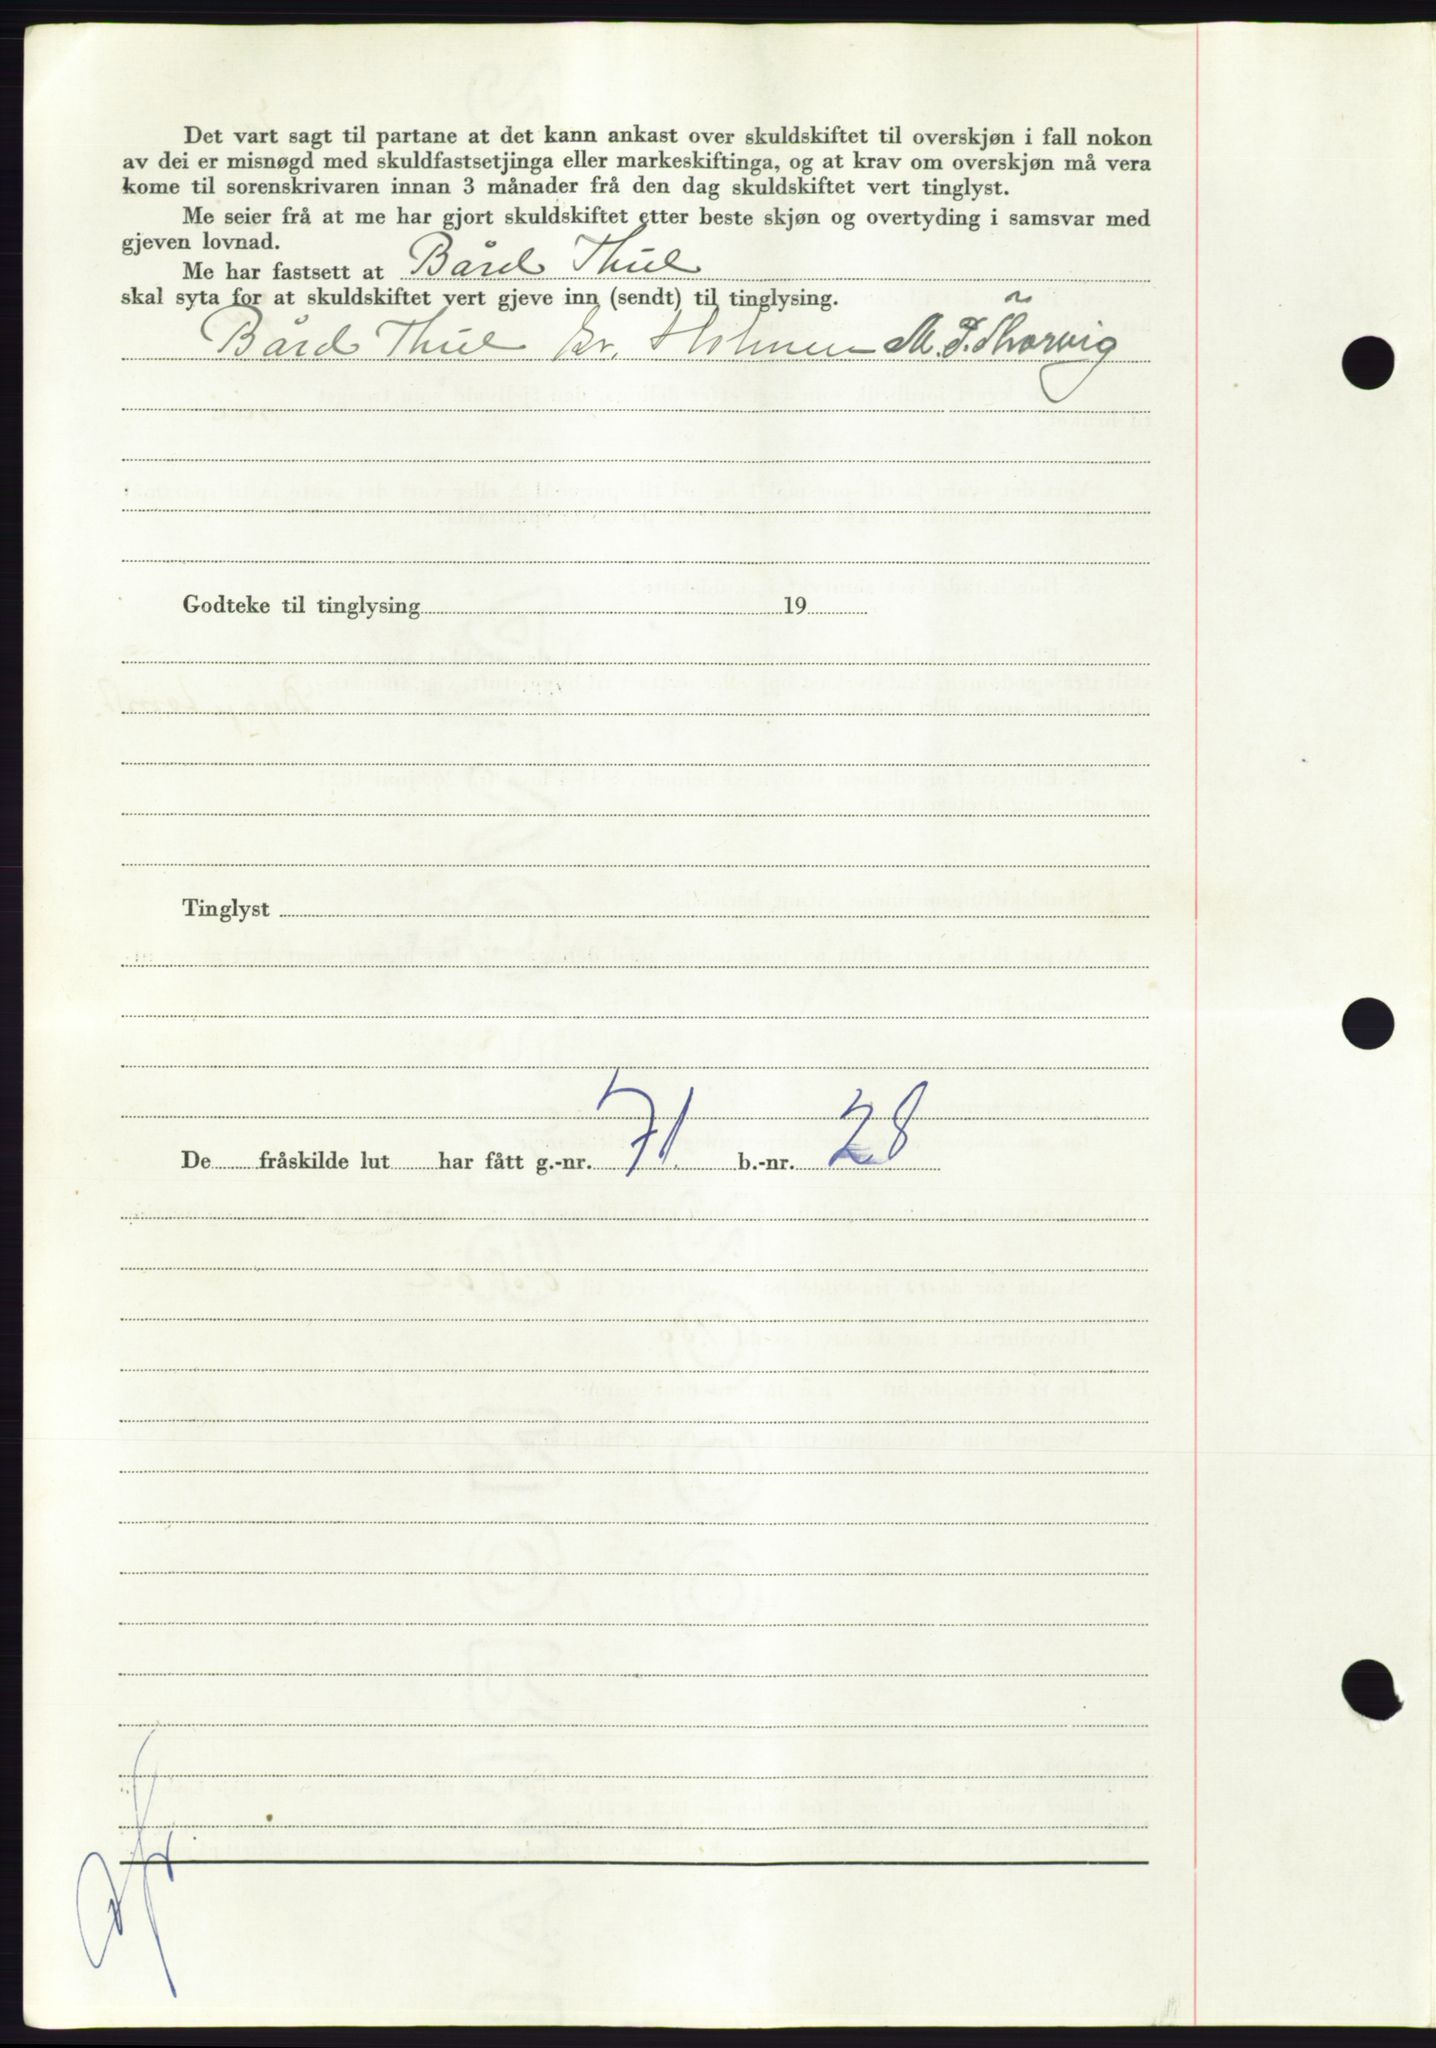 Det vart sagt til partane at det kann ankast over skuldskiftet til overskjøn i fall nokon
av dei er misnøgd med skuldfastsetjinga eller markeskiftinga, og at krav om overskjøn må vera
kome til sorenskrivaren innan 3 månader frå den dag skuldskiftet vert tinglyst.
Me seier frå at me har gjort skuldskiftet etter beste skjøn og overtyding i samsvar med
gjeven lovnad.
Me har fastsett at Bård Thue
skal syta for at skuldskiftet vert gjeve inn (sendt) til tinglysing.
Bård Thue Kr. Holmen M. F. Thorvig
Godteke til tinglysing 19
Tinglyst
De fråskilde lut har fått g.-nr. 71 b.-nr. 28